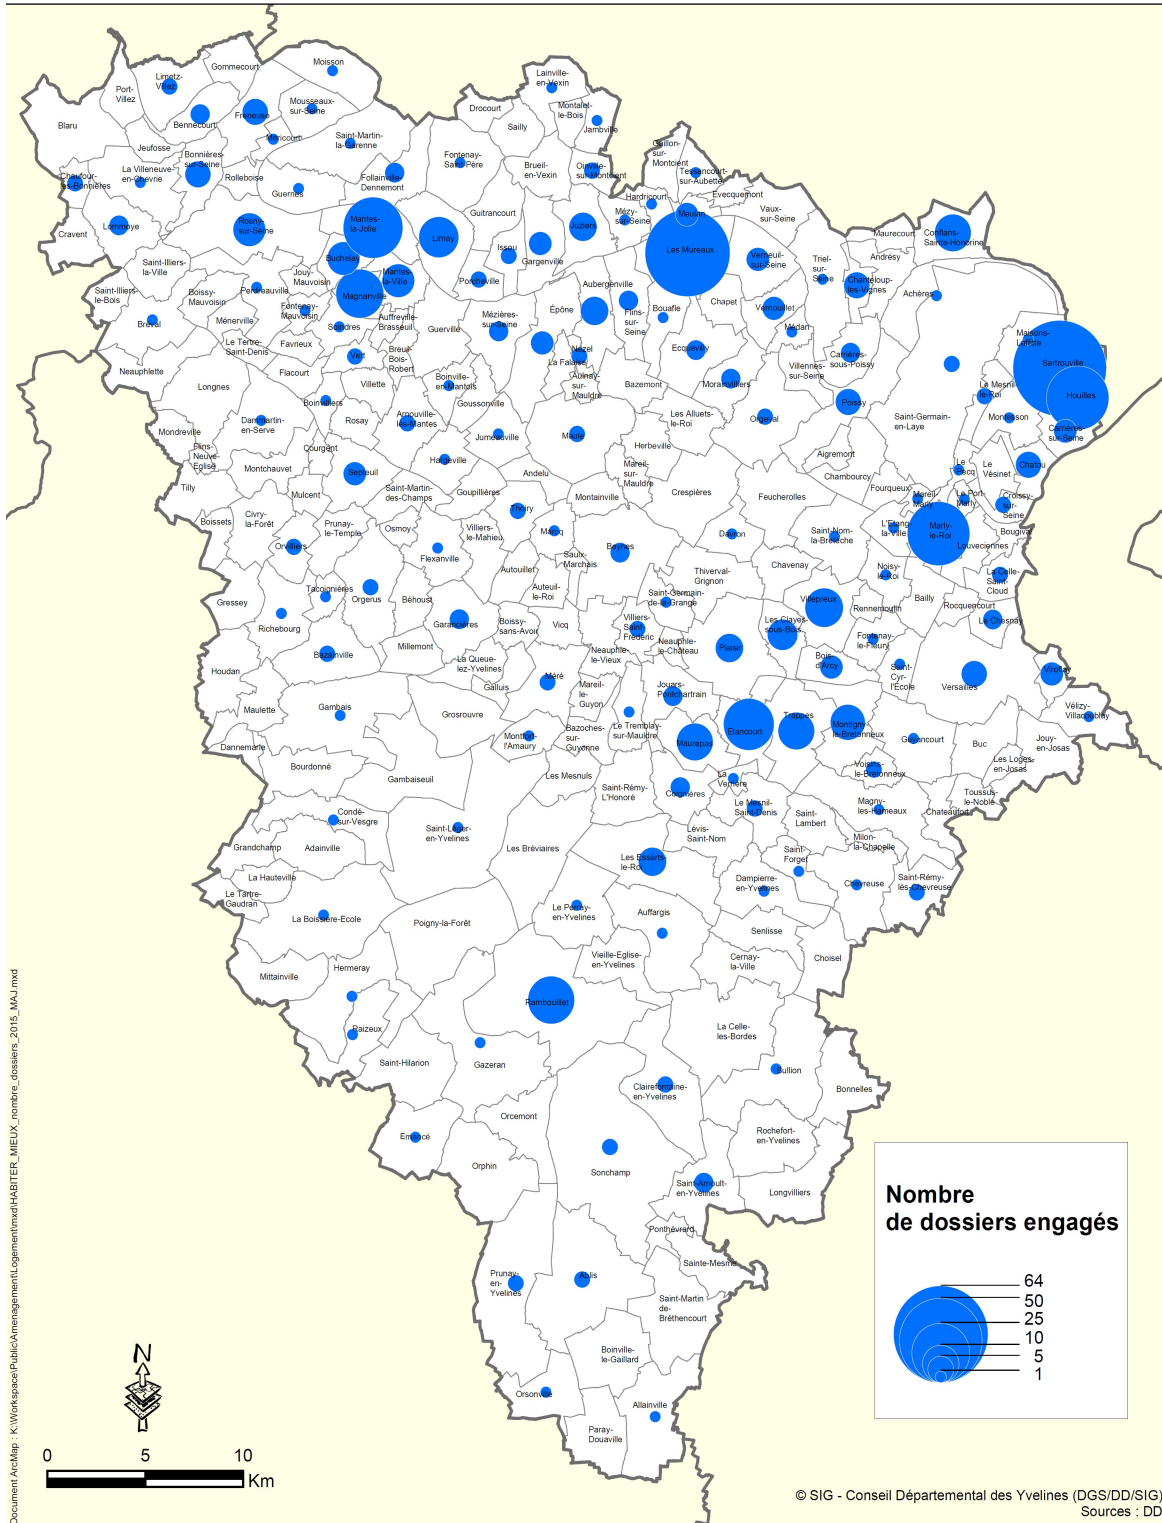 Gommecourt
Moisson
Limetz-
Villez
Port-
Villez
Lainville-
en-Vexin
Mousseaux-
sur-Seine
Drocourt
Montalet-
le-Bois
Blaru
Bennecourt
Freneuse
Sailly
Jambville
Méricourt
Saint-Martin-
la-Garenne
Jeufosse
Gaillon-
sur-
Montcient
Bonnières-
sur-Seine
La Villeneuve-
en-Chevrie
Fontenay-
Saint-Père
Brueil-
en-Vexin
Oinville-
sur-Montcient
Tessancourt-
sur-Aubette
Chaufour-
les-Bonnières
Rolleboise
Follainville-
Dennemont
Guernes
Hardricourt
Evecquemont
Lommoye
Cravent
Rosny-
sur-Seine
Mantes-
la-Jolie
Limay
Guitrancourt
Juziers
Mézy-
sur-Seine
Meulan
Vaux-
sur-Seine
Conflans-
Sainte-Honorine
Maurecourt
Issou
Gargenville
Les Mureaux
Verneuil-
sur-Seine
Triel-
sur-
Seine
Andrésy
Saint-Illiers-
la-Ville
Buchelay
Jouy-
Mauvoisin
Mantes-
la-Ville
Porcheville
Aubergenville
Chanteloup-
les-Vignes
Achères
Saint-Illiers-
le-Bois
Boissy-
Mauvoisin
Perdreauville
Magnanville
Chapet
Bréval
Ménerville
Fontenay-
Mauvoisin
Soindres
Auffreville-
Brasseuil
Guerville
Mézières-
sur-Seine
Épône
Flins-
sur-
Seine
Bouafle
Vernouillet
Médan
Le Tertre-
Saint-Denis
Favrieux
Vert
Breuil-
Bois-
Robert
La Falaise
Nézel
Ecquevilly
Villennes-
sur-Seine
Carrières-
sous-Poissy
Maisons-
Laffitte
Sartrouville
Neauphlette
Flacourt
Longnes
Villette
Boinville-
en-Mantois
Aulnay-
sur-
Mauldre
Bazemont
Morainvilliers
Le Mesnil-
le-Roi
Houilles
Boinvilliers
Goussonville
Poissy
Mondreville
Dammartin-
en-Serve
Rosay
Arnouville-
lès-Mantes
Jumeauville
Maule
Les Alluets-
le-Roi
Orgeval
Saint-Germain-
en-Laye
Montesson
Carrières-
sur-Seine
Flins-
Neuve-
Eglise
Courgent
Herbeville
Aigremont
Montchauvet
Septeuil
Hargeville
Andelu
Mareil-
sur-
Mauldre
Chambourcy
Le
Pecq
Le
Vésinet
Chatou
Tilly
Mulcent
Saint-Martin-
des-Champs
Goupillières
Montainville
Crespières
Feucherolles
Fourqueux
Mareil-
Marly
Le Port-
Marly
Croissy-
sur-
Seine
Boissets
Civry-
la-Forêt
Prunay-
le-Temple
Osmoy
Villiers-
le-Mahieu
Thoiry
Marcq
Davron
Saint-Nom-
la-Bretèche
L'Etang-
la-Ville
Marly-
le-Roi
Bougival
Louveciennes
Orvilliers
Flexanville
Saulx-
Marchais
Beynes
Autouillet
Thiverval-
Grignon
Chavenay
Noisy-
le-Roi
La Celle-
Saint-
Cloud
Tacoignières
Orgerus
Béhoust
Auteuil-
le-Roi
Bailly
Gressey
Richebourg
Garancières
Boissy-
sans-Avoir
Vicq
Saint-Germain-
de-la-Grange
Villepreux
Rennemoulin
Rocquencourt
Le Chesnay
Villiers-
Saint-
Frédéric
Neauphle-
le-Château
Les Clayes-
sous-Bois
Fontenay-
le-Fleury
Millemont
Plaisir
Bazainville
La Queue-
lez-Yvelines
Neauphle-
le-Vieux
Bois-
d'Arcy
Saint-
Cyr-
l'Ecole
Versailles
Viroflay
Houdan
Galluis
Méré
Mareil-
le-
Guyon
Jouars-
Pontchartrain
Maulette
Gambais
Grosrouvre
Le Tremblay-
sur-Mauldre
Elancourt
Trappes
Montigny-
le-Bretonneux
Vélizy-
Villacoublay
Dannemarie
Montfort-
l'Amaury
Bazoches-
sur-
Guyonne
Maurepas
Guyancourt
Buc
Jouy-
en-Josas
Bourdonné
Gambaiseuil
Les Mesnuls
Voisins-
le-Bretonneux
Les Loges-
en-Josas
Saint-Rémy-
L'Honoré
Coignières
La
Verrière
Toussus-
le-Noble
Le Mesnil-
Saint-Denis
Magny-
les-Hameaux
Chateaufort
Condé-
sur-Vesgre
Saint-Léger-
en-Yvelines
Lévis-
Saint-Nom
Saint-
Lambert
Grandchamp
Adainville
Les Bréviaires
Milon-
la-Chapelle
Les Essarts-
le-Roi
Saint-
Forget
La Hauteville
Dampierre-
en-Yvelines
Chevreuse
Saint-Rémy-
lès-Chevreuse
Le Tartre-
Gaudran
La Boissière-Ecole
Poigny-la-Forêt
Le Perray-
en-Yvelines
Auffargis
Senlisse
Mittainville
Hermeray
Vieille-Eglise-
en-Yvelines
Cernay-
la-Ville
Choisel
Rambouillet
Raizeux
La Celle-
les-Bordes
Saint-Hilarion
Gazeran
Bullion
Clairefontaine-
en-Yvelines
Bonnelles
Orcemont
Emancé
Rochefort-
en-Yvelines
Orphin
Sonchamp
Saint-Arnoult-
en-Yvelines
Longvilliers
Ponthévrard
Prunay-
en-
Yvelines
Ablis
Sainte-Mesme
Saint-Martin
de-
Bréthencourt
Boinville-
le-Gaillard
Orsonville
Allainville
Paray-
Douaville
Nombre
de dossiers engagés
64
50
25
10
5
1
N
0 5 10
Km
Document ArcMap : K:\Workspace\Public\Amenagement\Logement\mxd\HABITER_MIEUX_nombre_dossiers_2015_MAJ.mxd
© SIG - Conseil Départemental des Yvelines (DGS/DD/SIG)
Sources : DD